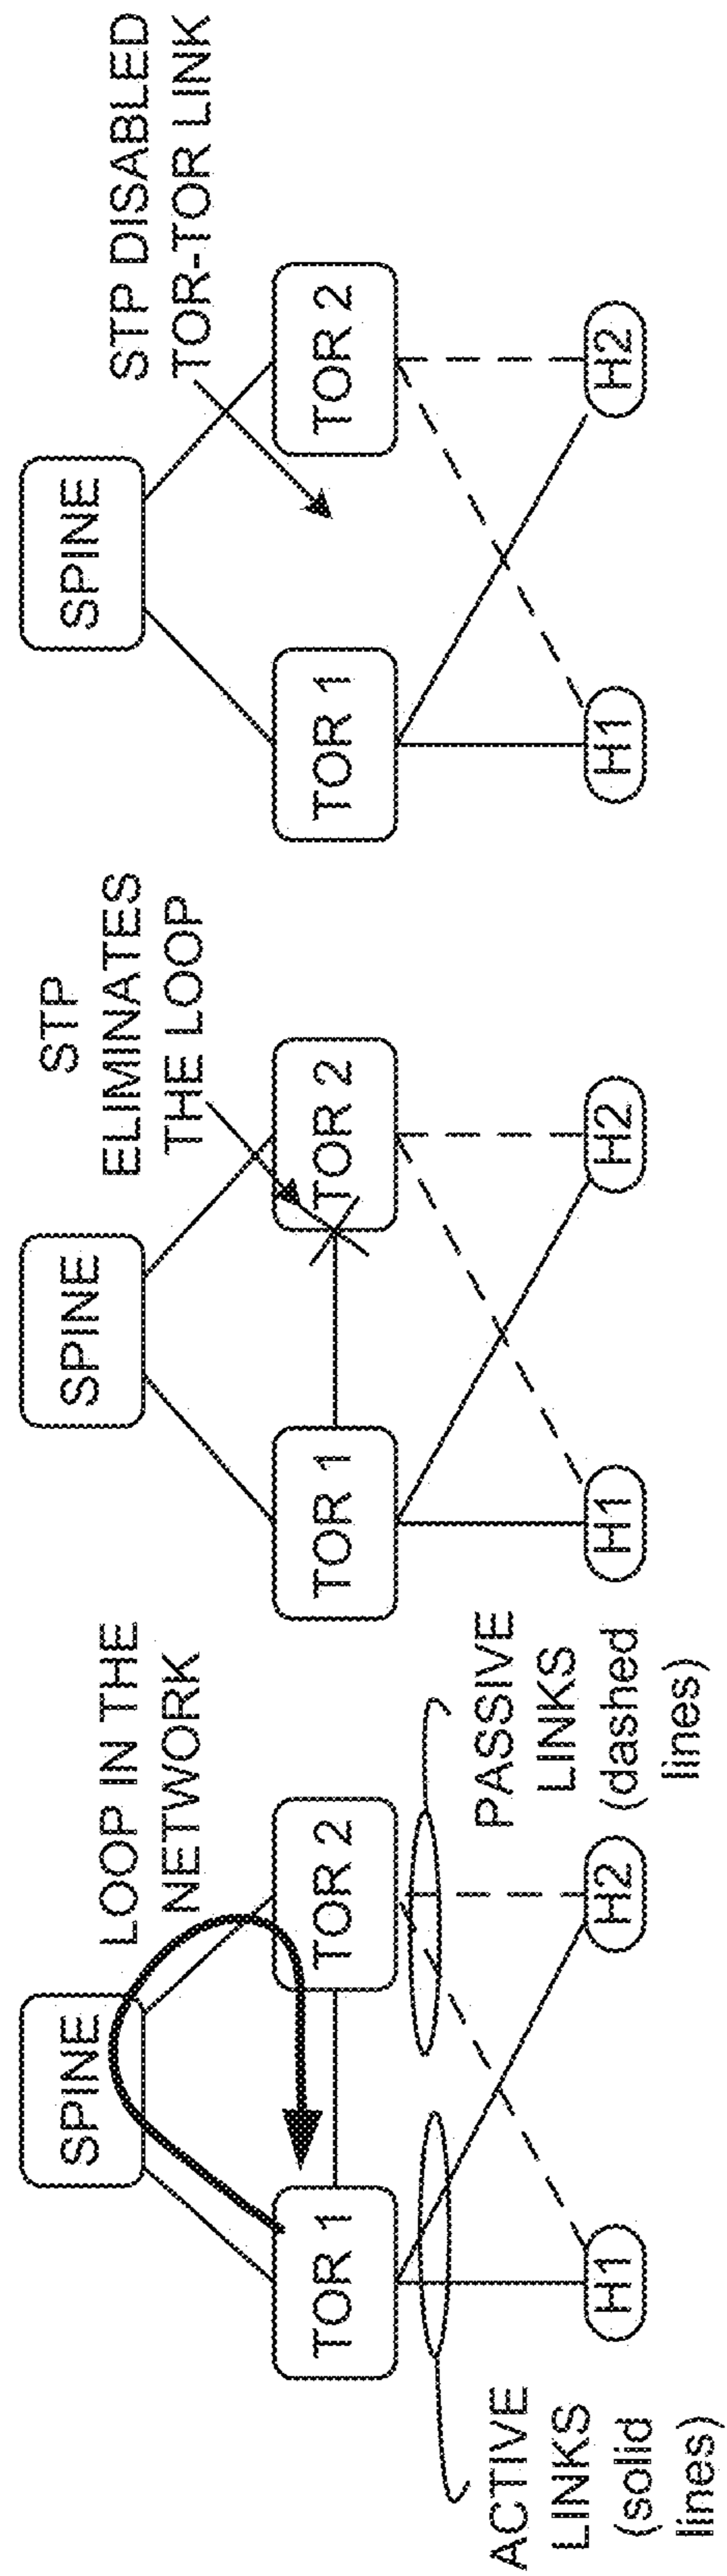 LOOP IN THE
NETWORK
SPINE
TOR 1
TOR 2
H1
H2
ACTIVE
LINKS
(solid
lines)
PASSIVE
LINKS
(dashed
lines)
STP
ELIMINATES
THE LOOP
SPINE
TOR 1
TOR 2
H1
H2
STP DISABLED
TOR-TOR LINK
SPINE
TOR 1
TOR 2
H1
H2